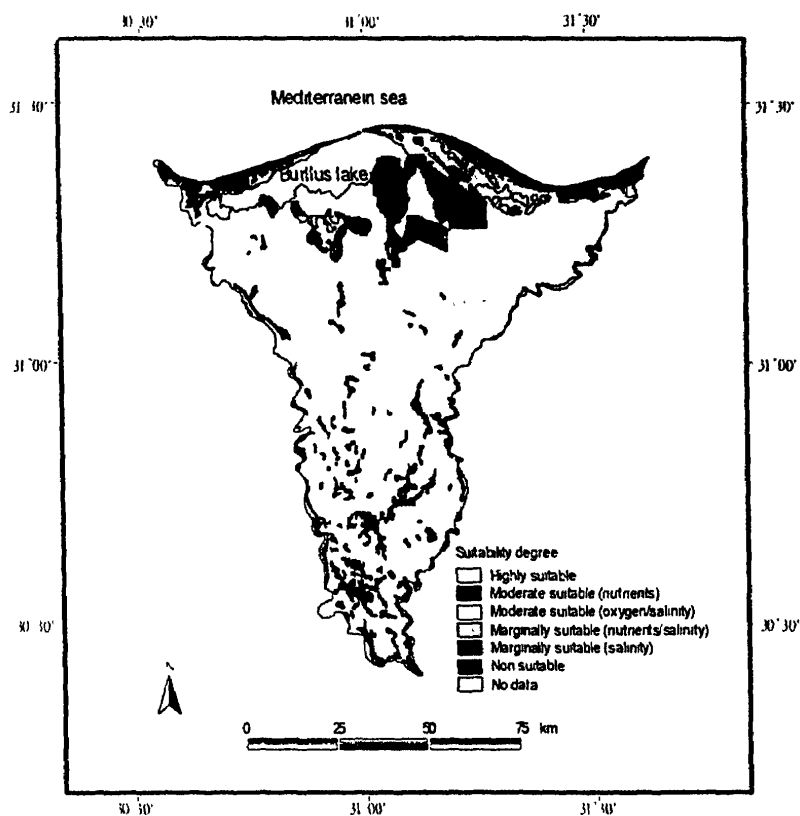 30°30' 31°00' 31°30'
31°30' 31°30'
Mediterranein sea
Burllus lake
31°00' 31°00'
Suitability degree
Highly suitable
Moderate suitable (nutrients)
Moderate suitable (oxygen/salinity)
Marginally suitable (nutrients/salinity)
Marginally suitable (salinity)
Non suitable
No data
30°30' 30°30'
N
0 25 50 75 km
30°30' 31°00' 31°30'